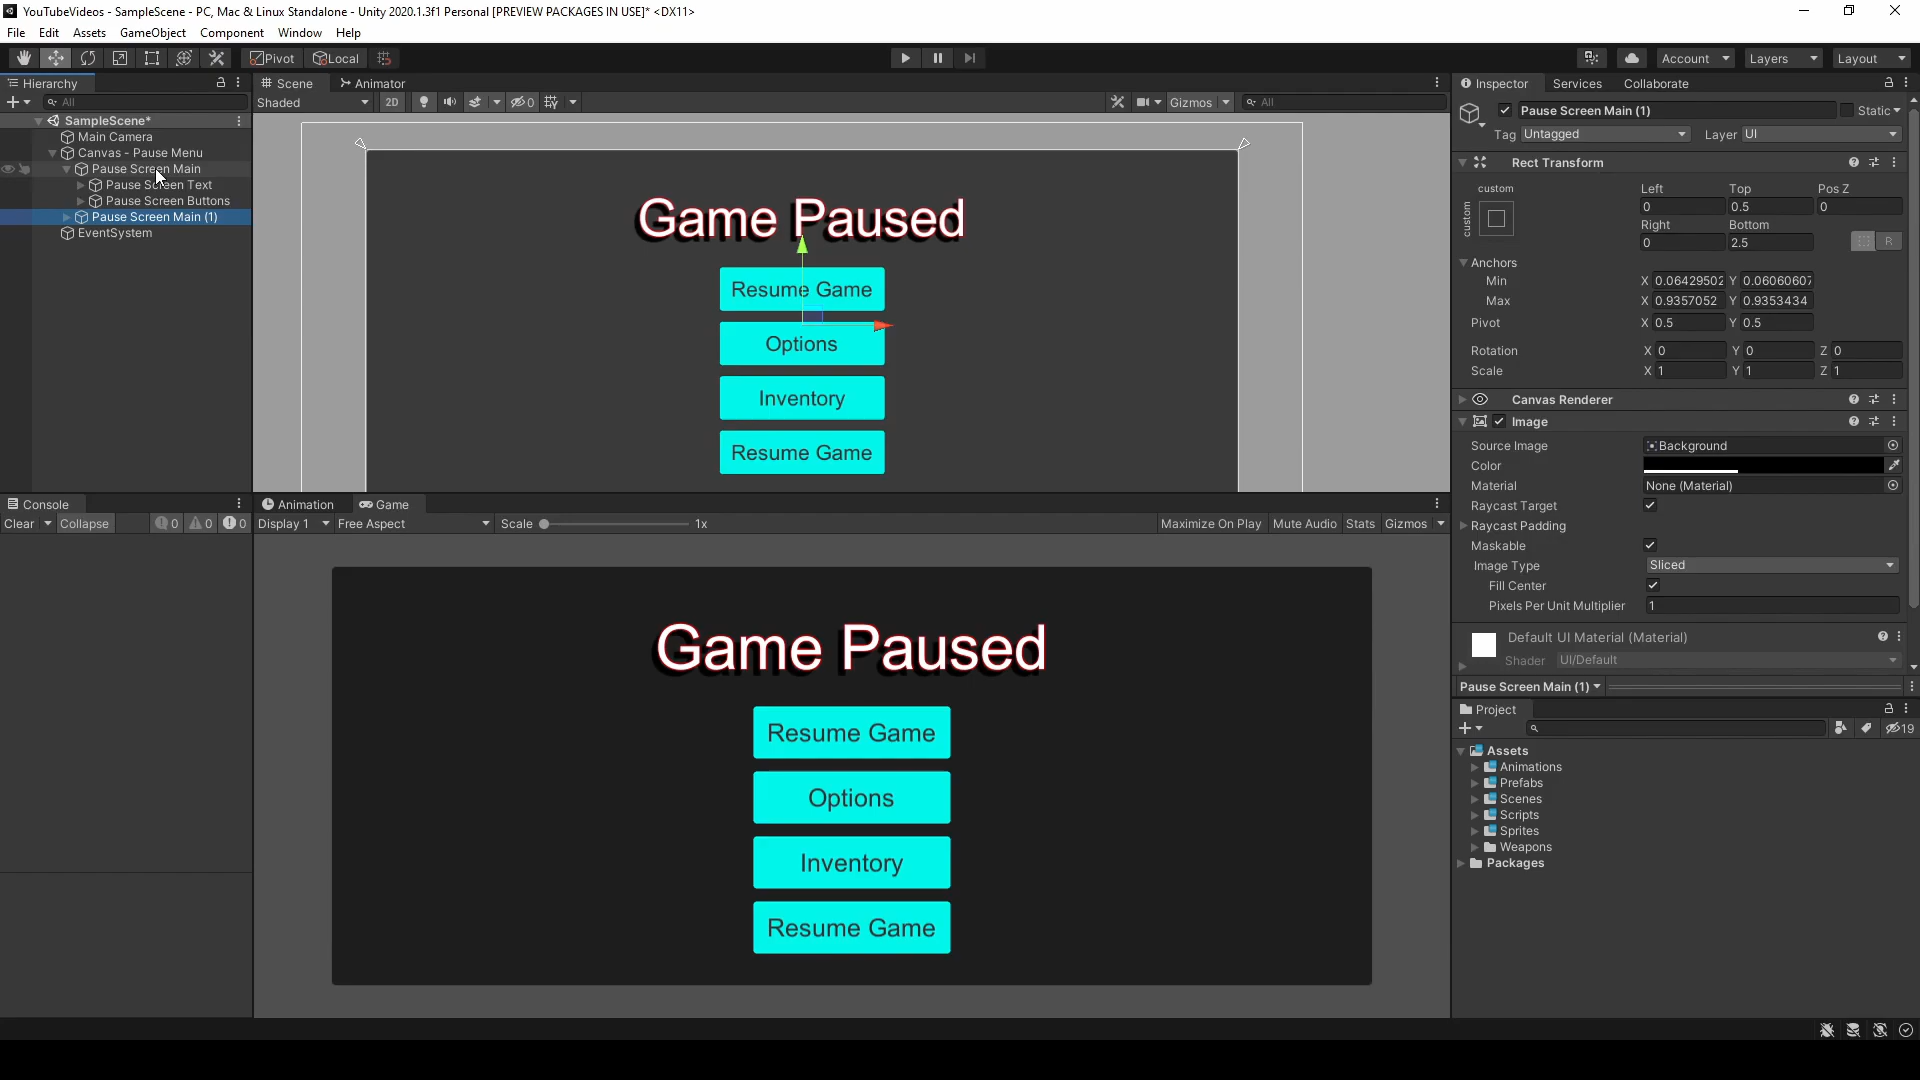 YouTubeVideos - SampleScene - PC, Mac & Linux Standalone - Unity 2020.1.3f1 Personal [PREVIEW PACKAGES IN USE]* <DX11>
File Edit Assets GameObject Component Window Help
Pivot Local Account Layers Layout
Hierarchy
All
SampleScene*
Main Camera
Canvas - Pause Menu
Pause Screen Main
Pause Screen Text
Pause Screen Buttons
Pause Screen Main (1)
EventSystem
Scene Animator
Shaded 2D 0 Gizmos All
Game Paused
Resume Game
Options
Inventory
Resume Game
Console
Clear Collapse 0 0 0
Animation Game
Display 1 Free Aspect Scale 1x Maximize On Play Mute Audio Stats Gizmos
Game Paused
Resume Game
Options
Inventory
Resume Game
Inspector Services Collaborate
Pause Screen Main (1) Static
Tag Untagged Layer UI
Rect Transform
custom
custom
Left Top Pos Z
0 0.5 0
Right Bottom
0 2.5 R
Anchors
Min X 0.06429502 Y 0.06060607
Max X 0.9357052 Y 0.9353434
Pivot X 0.5 Y 0.5
Rotation X 0 Y 0 Z 0
Scale X 1 Y 1 Z 1
Canvas Renderer
Image
Source Image Background
Color
Material None (Material)
Raycast Target
Raycast Padding
Maskable
Image Type Sliced
Fill Center
Pixels Per Unit Multiplier 1
Default UI Material (Material)
Shader UI/Default
Pause Screen Main (1)
Project
19
Assets
Animations
Prefabs
Scenes
Scripts
Sprites
Weapons
Packages